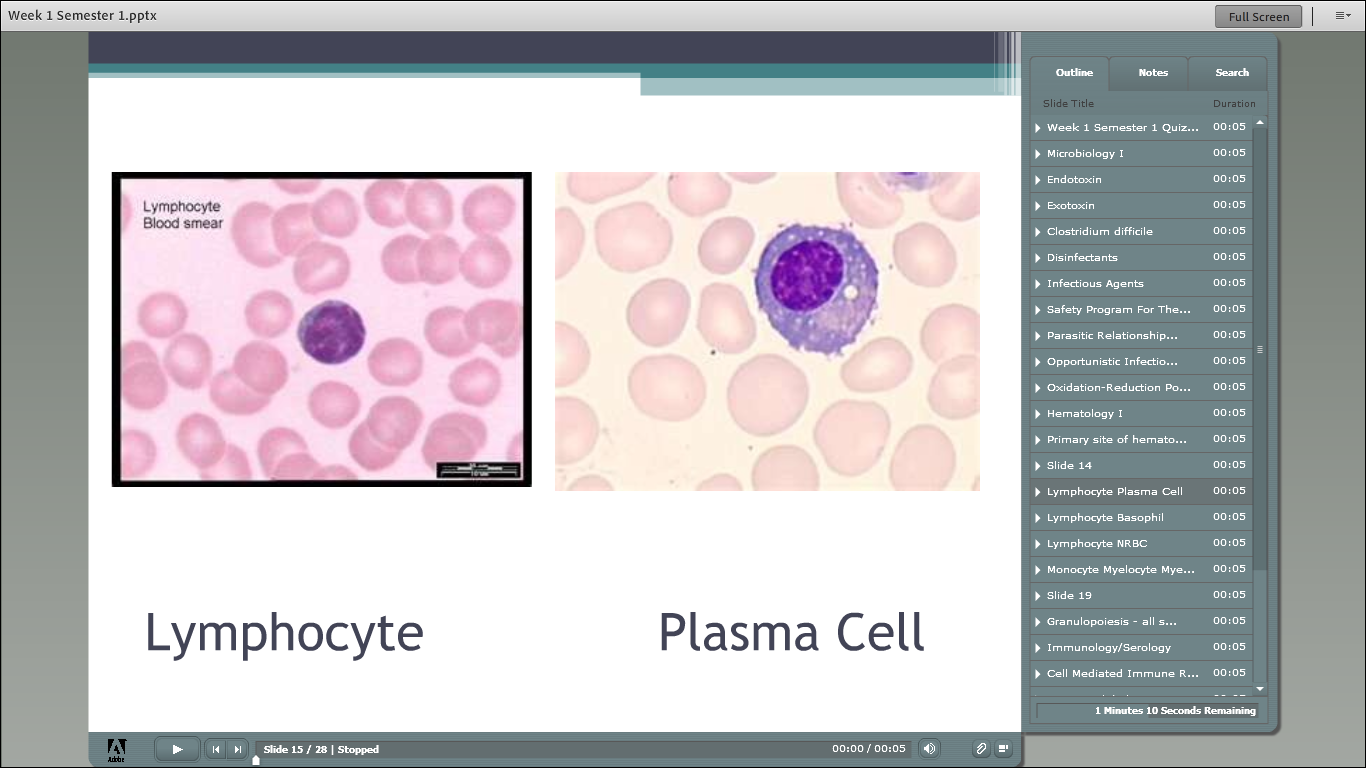 Week 1 Semester 1.pptx
Full Screen
Lymphocyte
Blood smear
Lymphocyte
Plasma Cell
Outline
Notes
Search
Slide Title Duration
Week 1 Semester 1 Quiz... 00:05
Microbiology I 00:05
Endotoxin 00:05
Exotoxin 00:05
Clostridium difficile 00:05
Disinfectants 00:05
Infectious Agents 00:05
Safety Program For The... 00:05
Parasitic Relationship... 00:05
Opportunistic Infectio... 00:05
Oxidation-Reduction Po... 00:05
Hematology I 00:05
Primary site of hemato... 00:05
Slide 14 00:05
Lymphocyte Plasma Cell 00:05
Lymphocyte Basophil 00:05
Lymphocyte NRBC 00:05
Monocyte Myelocyte Mye... 00:05
Slide 19 00:05
Granulopoiesis - all s... 00:05
Immunology/Serology 00:05
Cell Mediated Immune R... 00:05
1 Minutes 10 Seconds Remaining
Adobe
Slide 15 / 28 | Stopped
00:00 / 00:05